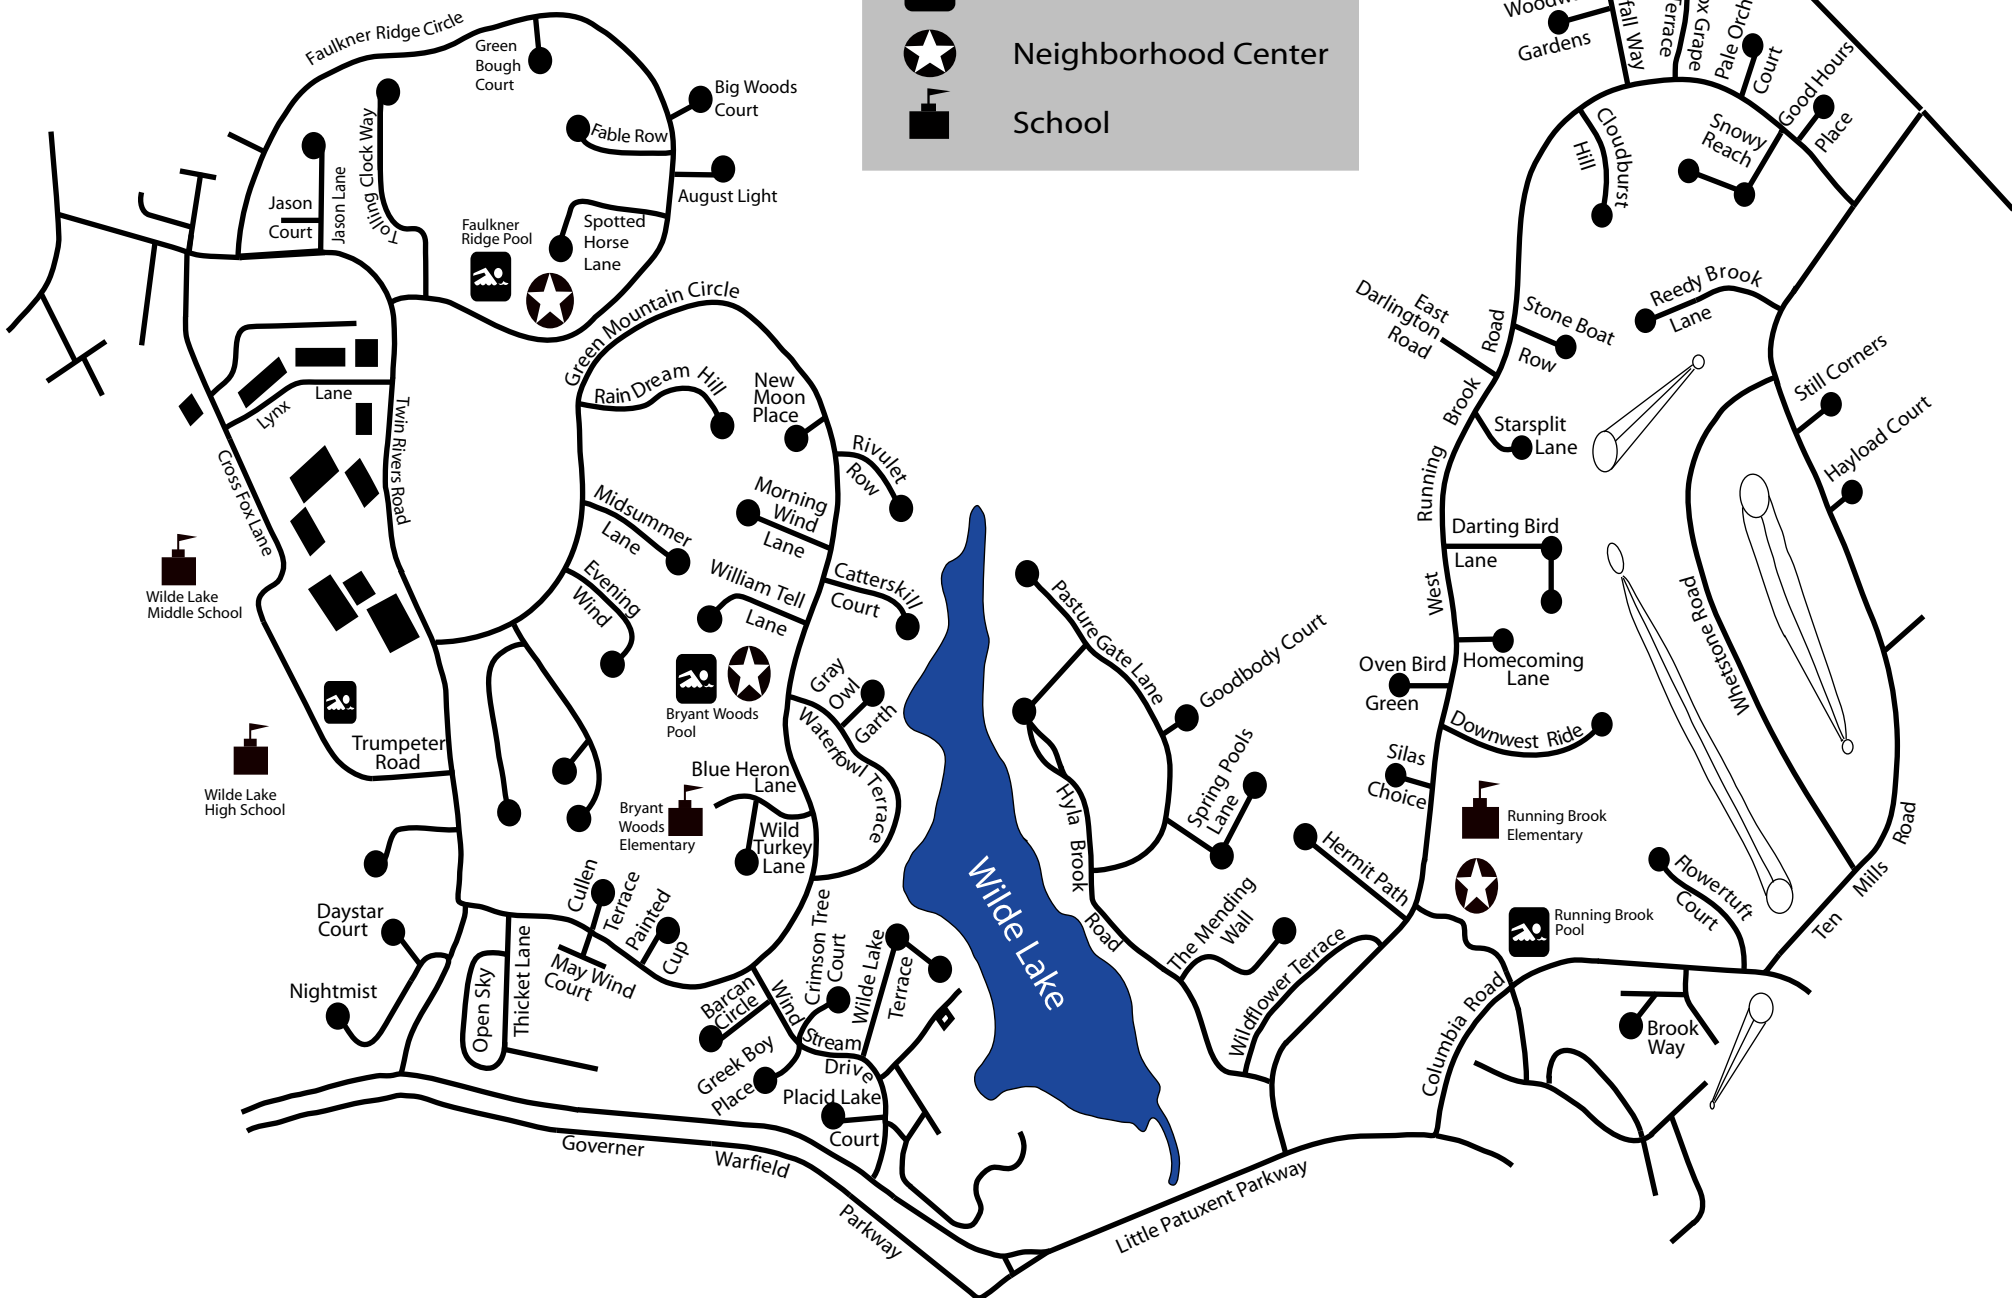 Neighborhood Center
School
Faulkner Ridge Circle
Green
Bough
Court
Big Woods
Court
Fable Row
August Light
Tolling Clock Way
Jason Lane
Jason
Court
Faulkner
Ridge Pool
Spotted
Horse
Lane
Green Mountain Circle
Rain Dream Hill
New
Moon
Place
Rivulet
Row
Lynx
Lane
Twin Rivers Road
Cross Fox Lane
Midsummer
Lane
Morning
Wind
Lane
Evening
Wind
William Tell
Lane
Catterskill
Court
Wilde Lake
Middle School
Wilde Lake
High School
Trumpeter
Road
Bryant Woods
Pool
Gray
Owl
Garth
Waterfowl Terrace
Blue Heron
Lane
Bryant
Woods
Elementary
Wild
Turkey
Lane
Cullen
Terrace
Painted
Cup
May Wind
Court
Daystar
Court
Nightmist
Open Sky
Thicket Lane
Barcan
Circle
Wind
Stream
Drive
Crimson Tree
Court
Wilde Lake
Terrace
Greek Boy
Place
Placid Lake
Court
Governer
Warfield
Parkway
Wilde Lake
Little Patuxent Parkway
Pasture Gate Lane
Goodbody Court
Hyla Brook
Road
Spring Pools
Lane
The Mending
Wall
Hermit Path
Wildflower Terrace
Columbia Road
Gardens
fall Way
Terrace
Pale Orch
Court
Good Hours
Place
Snowy
Reach
Cloudburst
Hill
Reedy Brook
Lane
East
Darlington
Road
Stone Boat
Row
West Running Brook Road
Starsplit
Lane
Still Corners
Hayload Court
Darting Bird
Lane
Homecoming
Lane
Oven Bird
Green
Downwest Ride
Silas
Choice
Whetstone Road
Running Brook
Elementary
Running Brook
Pool
Flowertuft
Court
Ten Mills Road
Brook
Way